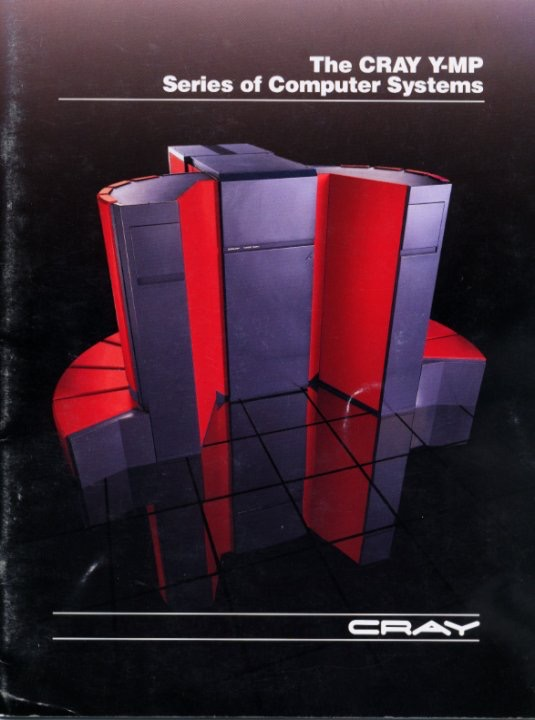 The CRAY Y-MP
Series of Computer Systems
CRAY